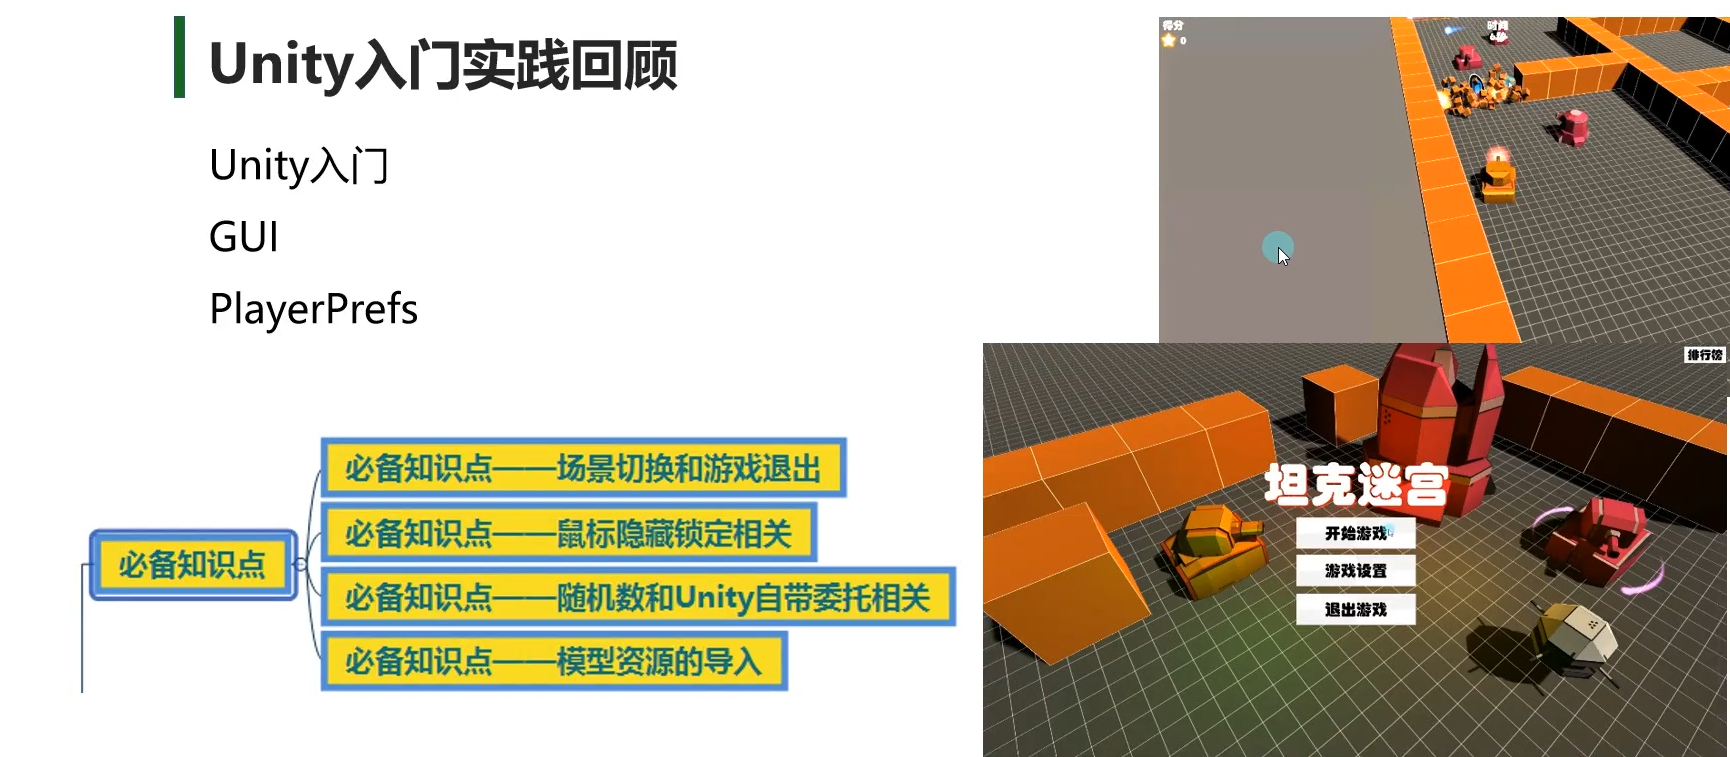 Unity入门实践回顾
Unity入门
GUI
PlayerPrefs
必备知识点
必备知识点——场景切换和游戏退出
必备知识点——鼠标隐藏锁定相关
必备知识点——随机数和Unity自带委托相关
必备知识点——模型资源的导入
得分
0
时间
排行榜
坦克迷宫
开始游戏
游戏设置
退出游戏